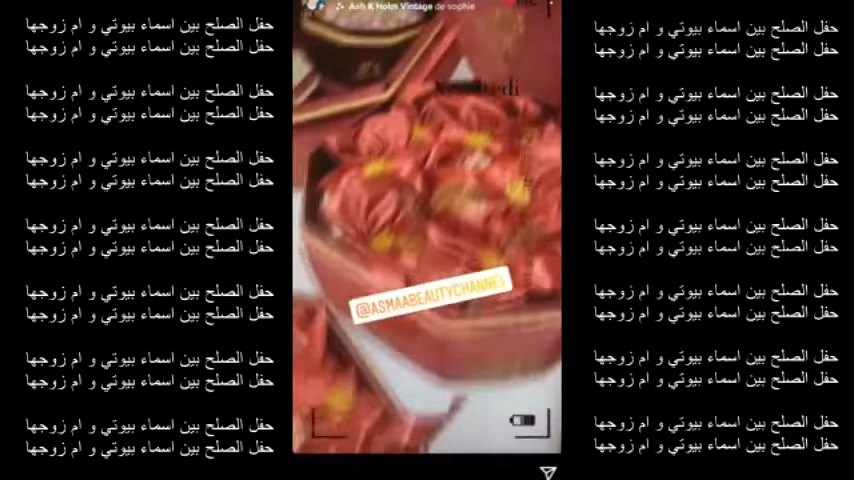 Ash K Holm Vintage de sophie
حفل الصلح بين اسماء بيوتي و ام زوجها
حفل الصلح بين اسماء بيوتي و ام زوجها
حفل الصلح بين اسماء بيوتي و ام زوجها
حفل الصلح بين اسماء بيوتي و ام زوجها
حفل الصلح بين اسماء بيوتي و ام زوجها
حفل الصلح بين اسماء بيوتي و ام زوجها
حفل الصلح بين اسماء بيوتي و ام زوجها
حفل الصلح بين اسماء بيوتي و ام زوجها
حفل الصلح بين اسماء بيوتي و ام زوجها
حفل الصلح بين اسماء بيوتي و ام زوجها
حفل الصلح بين اسماء بيوتي و ام زوجها
حفل الصلح بين اسماء بيوتي و ام زوجها
حفل الصلح بين اسماء بيوتي و ام زوجها
حفل الصلح بين اسماء بيوتي و ام زوجها
@ASMAABEAUTYCHANNEL
حفل الصلح بين اسماء بيوتي و ام زوجها
حفل الصلح بين اسماء بيوتي و ام زوجها
حفل الصلح بين اسماء بيوتي و ام زوجها
حفل الصلح بين اسماء بيوتي و ام زوجها
حفل الصلح بين اسماء بيوتي و ام زوجها
حفل الصلح بين اسماء بيوتي و ام زوجها
حفل الصلح بين اسماء بيوتي و ام زوجها
حفل الصلح بين اسماء بيوتي و ام زوجها
حفل الصلح بين اسماء بيوتي و ام زوجها
حفل الصلح بين اسماء بيوتي و ام زوجها
حفل الصلح بين اسماء بيوتي و ام زوجها
حفل الصلح بين اسماء بيوتي و ام زوجها
حفل الصلح بين اسماء بيوتي و ام زوجها
حفل الصلح بين اسماء بيوتي و ام زوجها